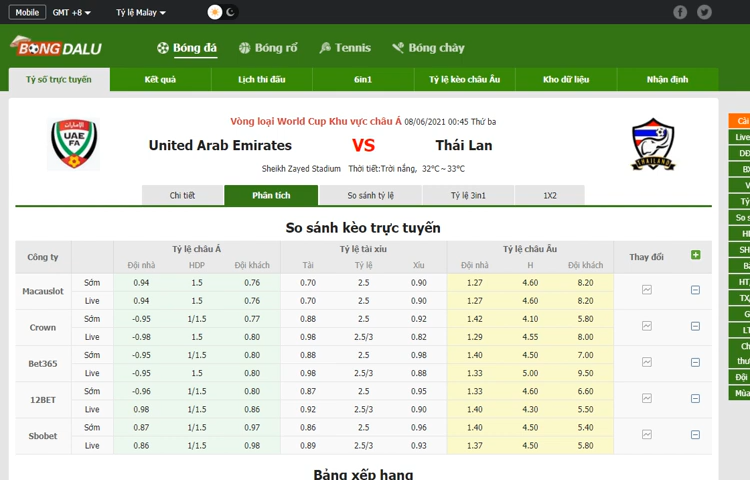 Mobile GMT +8 Tỷ lệ Malay
BONGDALU Bóng đá Bóng rổ Tennis Bóng chày
Tỷ số trực tuyến Kết quả Lịch thi đấu 6in1 Tỷ lệ kèo châu Âu Kho dữ liệu Nhận định
Vòng loại World Cup Khu vực châu Á 08/06/2021 00:45 Thứ ba
UAE FA United Arab Emirates VS Thái Lan THAILAND
Sheikh Zayed Stadium Thời tiết:Trời nắng, 32℃～33℃
Chi tiết Phân tích So sánh tỷ lệ Tỷ lệ 3in1 1X2
So sánh kèo trực tuyến
Công ty Tỷ lệ châu Á Tỷ lệ tài xỉu Tỷ lệ châu Âu Thay đổi
Đội nhà HDP Đội khách Tài Tỷ lệ Xỉu Đội nhà H Đội khách
Macauslot Sớm 0.94 1.5 0.76 0.70 2.5 0.90 1.27 4.60 8.20
Live 0.94 1.5 0.76 0.70 2.5 0.90 1.27 4.60 8.20
Crown Sớm -0.95 1/1.5 0.77 0.88 2.5 0.92 1.42 4.10 5.80
Live -0.98 1.5 0.80 0.98 2.5/3 0.82 1.29 4.55 8.00
Bet365 Sớm -0.95 1/1.5 0.80 0.88 2.5 0.98 1.40 4.50 7.00
Live -0.95 1.5 0.80 0.98 2.5/3 0.88 1.33 5.00 9.50
12BET Sớm -0.96 1/1.5 0.80 0.87 2.5 0.95 1.33 4.60 6.60
Live 0.98 1/1.5 0.86 0.92 2.5/3 0.90 1.40 4.30 5.50
Sbobet Sớm 0.87 1/1.5 0.97 0.86 2.5 0.96 1.40 4.50 5.40
Live 0.86 1/1.5 0.98 0.89 2.5/3 0.93 1.37 4.50 5.80
Bảng xếp hạng
Cài
Live
Tỷ
So s
Đội